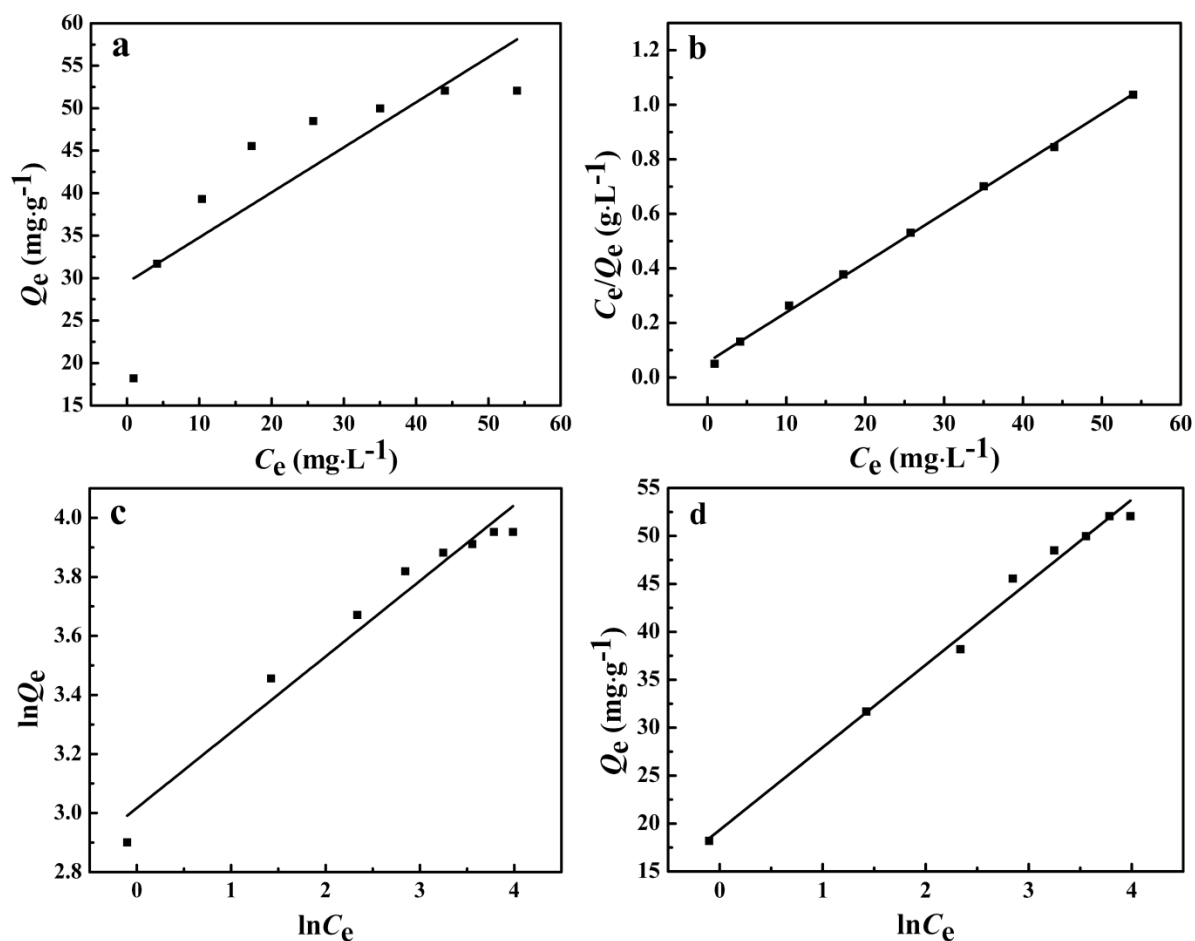 a
60
55
50
45
40
35
30
25
20
15
Qe (mg·g-1)
0 10 20 30 40 50 60
Ce (mg·L-1)
b
1.2
1.0
0.8
0.6
0.4
0.2
0.0
Ce/Qe (g·L-1)
0 10 20 30 40 50 60
Ce (mg·L-1)
c
4.0
3.8
3.6
3.4
3.2
3.0
2.8
lnQe
0 1 2 3 4
lnCe
d
55
50
45
40
35
30
25
20
15
Qe (mg·g-1)
0 1 2 3 4
lnCe